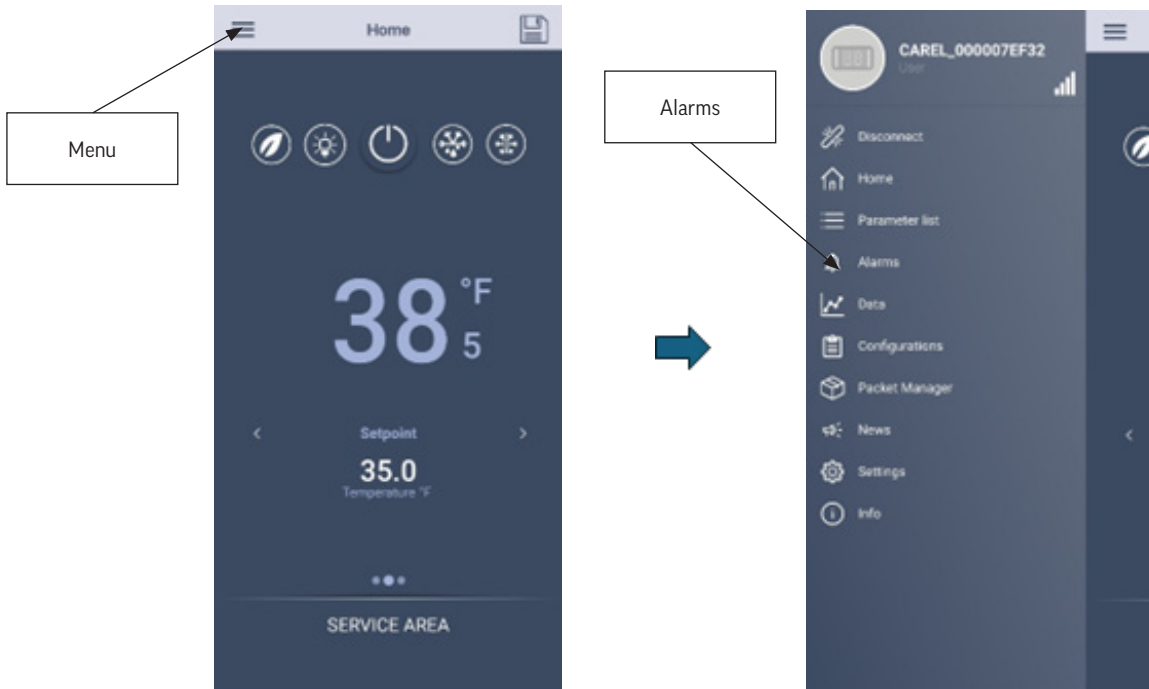 Home
Menu
38 °F
5
Setpoint
35.0
Temperature °F
SERVICE AREA
Alarms
CAREL_000007EF32
User
Disconnect
Home
Parameter list
Alarms
Data
Configurations
Packet Manager
News
Settings
Info